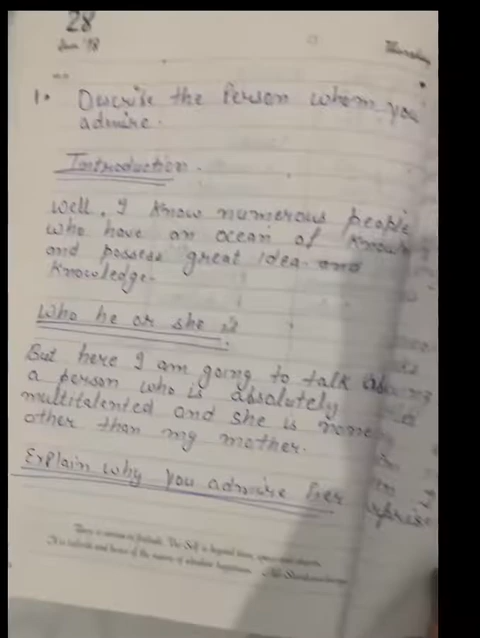 28
Jun '18
Thursday
1. Describe the Person whom you
admire.
Introduction.
Well, I know numerous people
who have an ocean of known
and possess great idea and
knowledge.
Who he or she is
But here I am going to talk
a person who is absolutely
multitalented and she is none
other than my mother.
Explain why you admire her